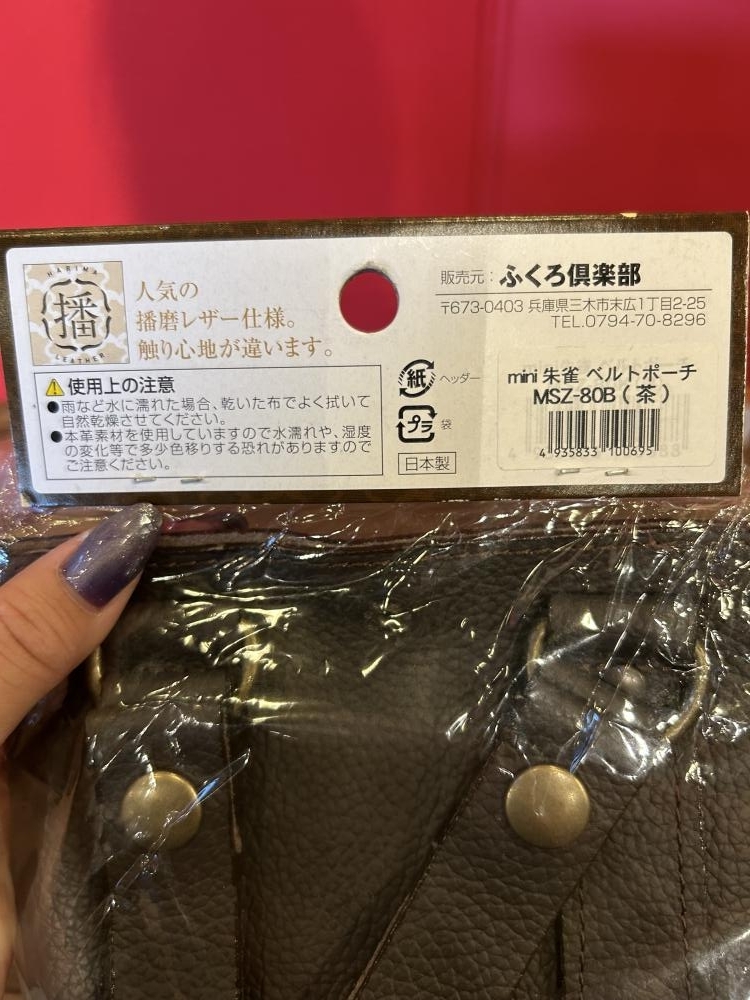 HARIMA
播
LEATHER
人気の
播磨レザー仕様。
触り心地が違います。
使用上の注意
●雨など水に濡れた場合、乾いた布でよく拭いて
自然乾燥させてください。
●本革素材を使用していますので水濡れや、湿度
の変化等で多少色移りする恐れがありますので
ご注意ください。
販売元：ふくろ倶楽部
〒673-0403 兵庫県三木市末広1丁目2-25
TEL.0794-70-8296
紙 ヘッダー
プラ 袋
日本製
mini 朱雀 ベルトポーチ
MSZ-80B（茶）
4 935833 100695